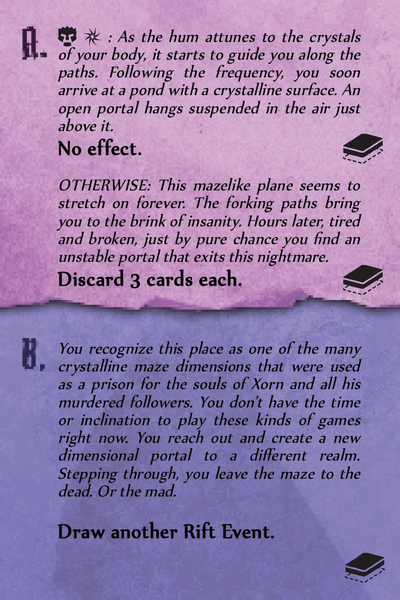 A. : As the hum attunes to the crystals
of your body, it starts to guide you along the
paths. Following the frequency, you soon
arrive at a pond with a crystalline surface. An
open portal hangs suspended in the air just
above it.
No effect.
OTHERWISE: This mazelike plane seems to
stretch on forever. The forking paths bring
you to the brink of insanity. Hours later, tired
and broken, just by pure chance you find an
unstable portal that exits this nightmare.
Discard 3 cards each.
B. You recognize this place as one of the many
crystalline maze dimensions that were used
as a prison for the souls of Xorn and all his
murdered followers. You don't have the time
or inclination to play these kinds of games
right now. You reach out and create a new
dimensional portal to a different realm.
Stepping through, you leave the maze to the
dead. Or the mad.
Draw another Rift Event.